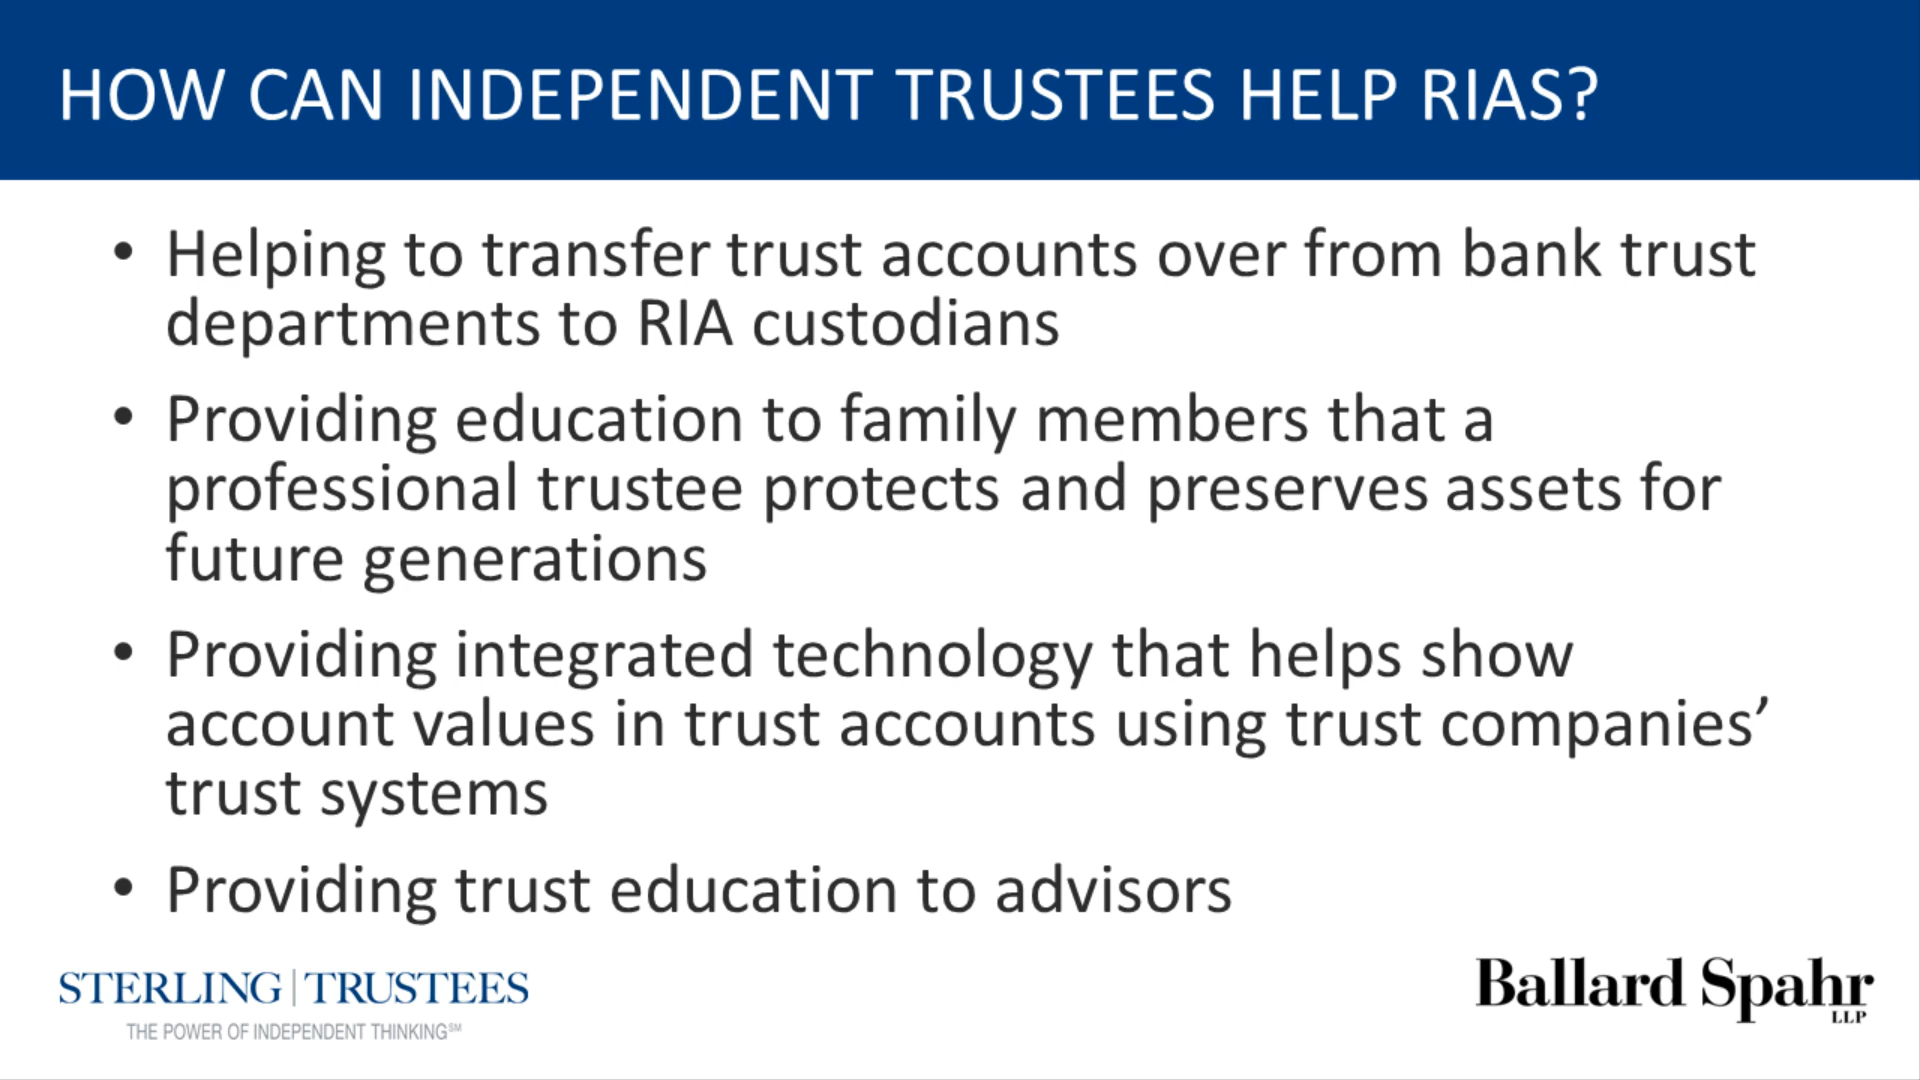 HOW CAN INDEPENDENT TRUSTEES HELP RIAS?
• Helping to transfer trust accounts over from bank trust
departments to RIA custodians
• Providing education to family members that a
professional trustee protects and preserves assets for
future generations
• Providing integrated technology that helps show
account values in trust accounts using trust companies’
trust systems
• Providing trust education to advisors
STERLING|TRUSTEES
THE POWER OF INDEPENDENT THINKING℠
Ballard Spahr
LLP